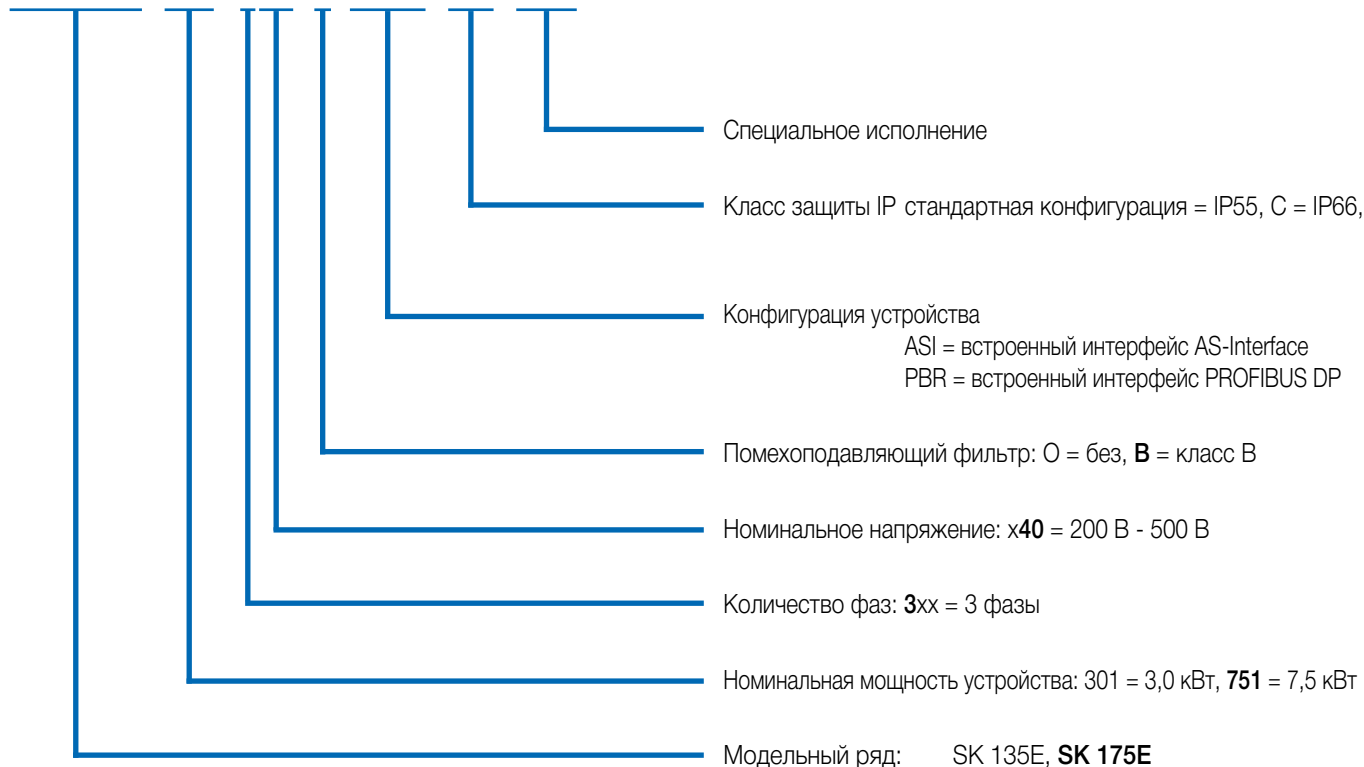 Специальное исполнение
Класс защиты IP стандартная конфигурация = IP55, C = IP66,
Конфигурация устройства
ASI = встроенный интерфейс AS-Interface
PBR = встроенный интерфейс PROFIBUS DP
Помехоподавляющий фильтр: O = без, B = класс B
Номинальное напряжение: x40 = 200 В - 500 В
Количество фаз: 3xx = 3 фазы
Номинальная мощность устройства: 301 = 3,0 кВт, 751 = 7,5 кВт
Модельный ряд: SK 135E, SK 175E